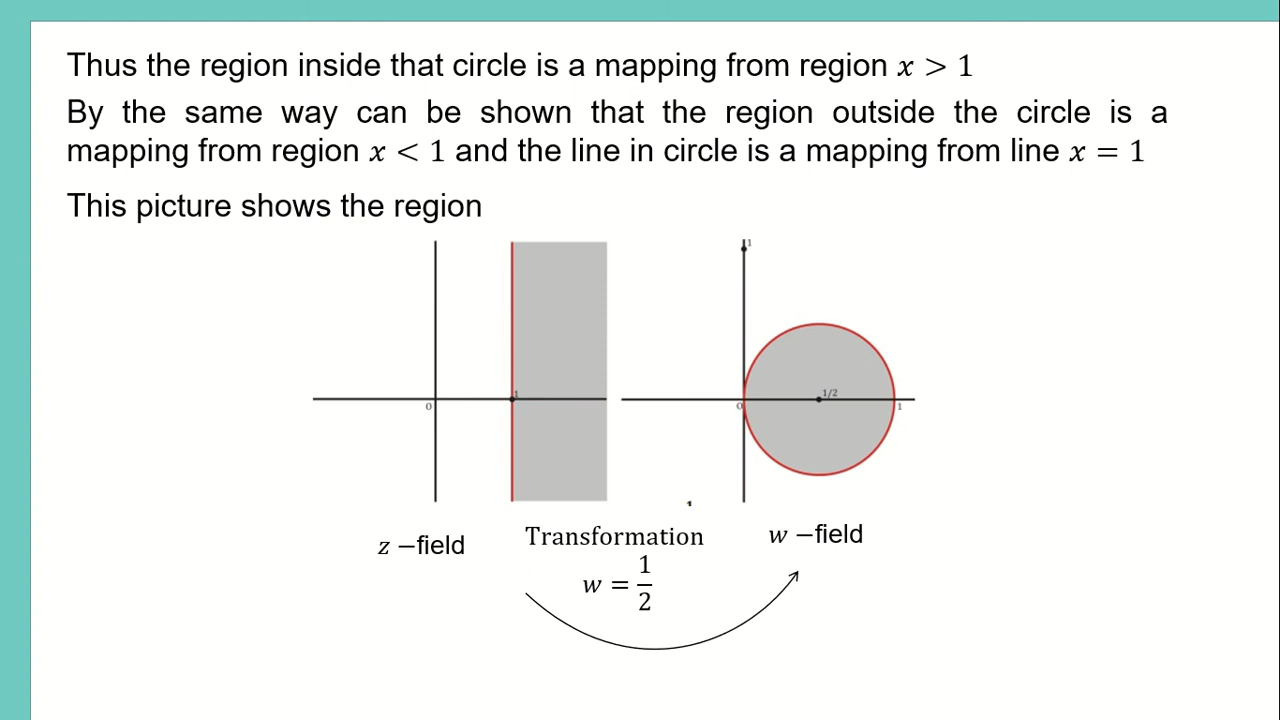 Thus the region inside that circle is a mapping from region x > 1
By the same way can be shown that the region outside the circle is a
mapping from region x < 1 and the line in circle is a mapping from line x = 1
This picture shows the region
1
0
1
0
1/2
1
z −field
Transformation
w = 1/2
w −field